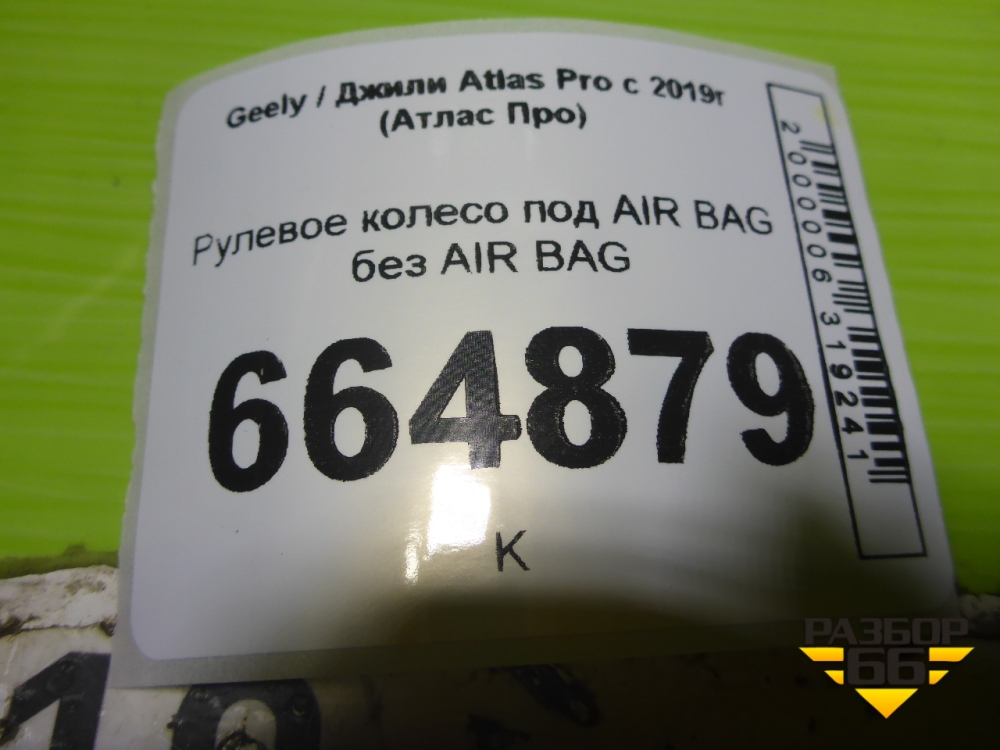 Geely / Джили Atlas Pro с 2019г
(Атлас Про)
Рулевое колесо под AIR BAG
без AIR BAG
664879
К
2000006319241
РАЗБОР
66